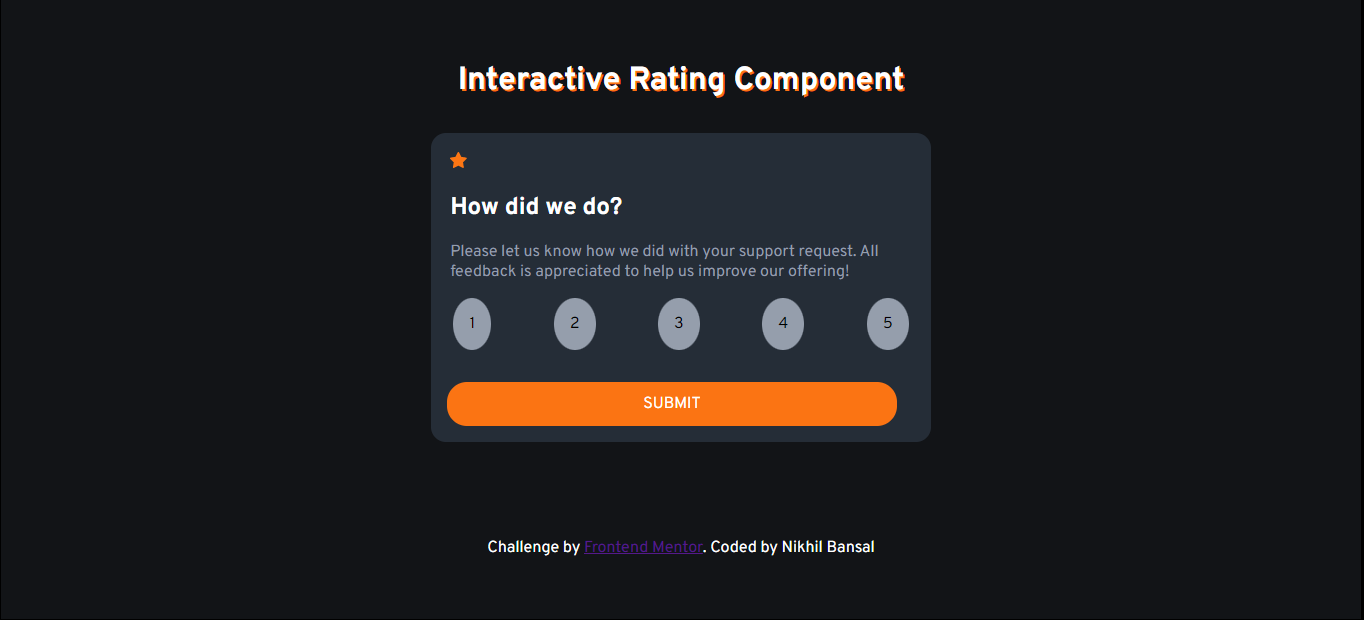 Interactive Rating Component
How did we do?
Please let us know how we did with your support request. All
feedback is appreciated to help us improve our offering!
1 2 3 4 5
SUBMIT
Challenge by Frontend Mentor. Coded by Nikhil Bansal